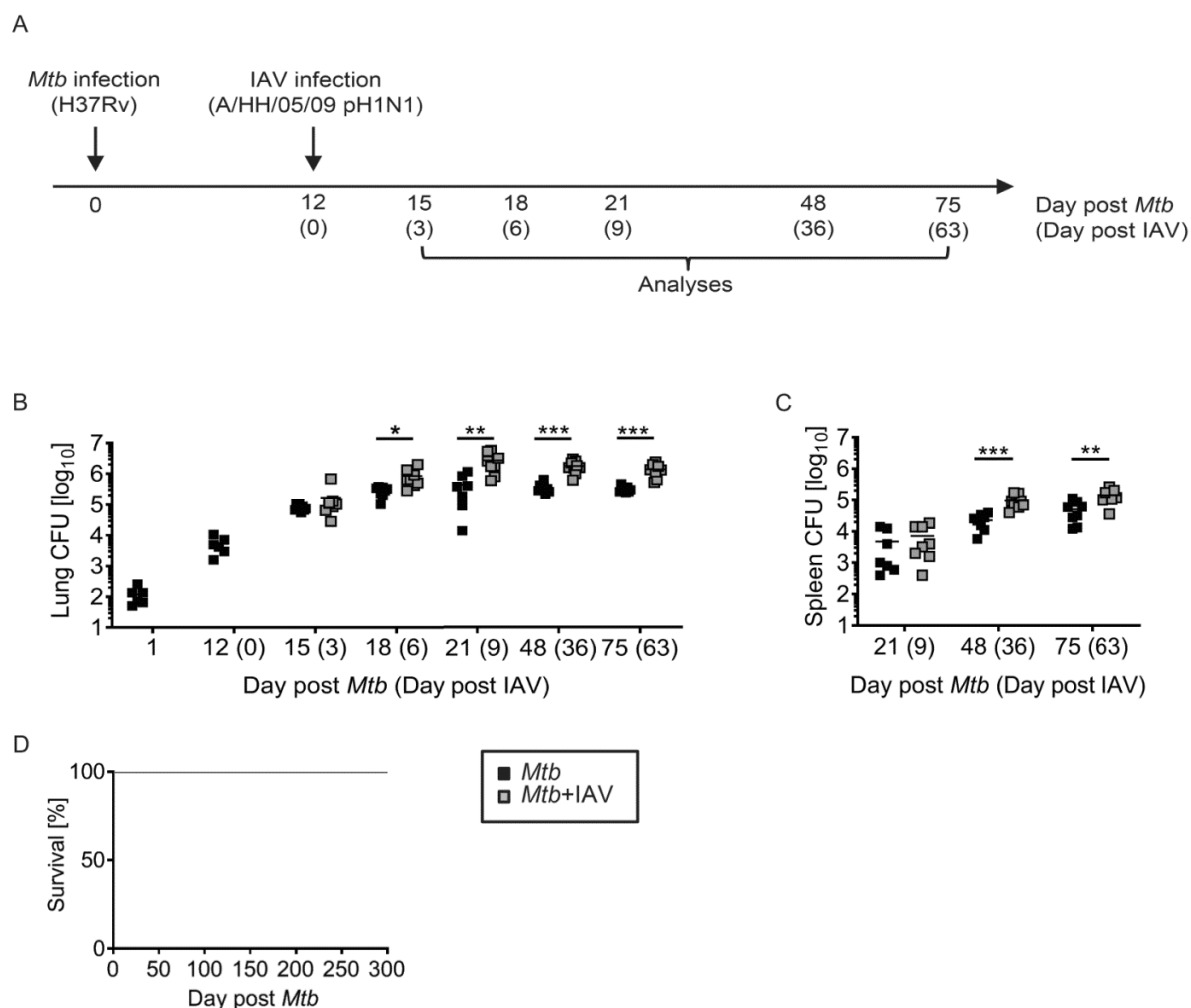 A
Mtb infection
(H37Rv)
IAV infection
(A/HH/05/09 pH1N1)
0 12 15 18 21 48 75
(0) (3) (6) (9) (36) (63)
Day post Mtb
(Day post IAV)
Analyses
B
Lung CFU [log10]
7
6
5
4
3
2
1
* ** *** ***
1 12 (0) 15 (3) 18 (6) 21 (9) 48 (36) 75 (63)
Day post Mtb (Day post IAV)
C
Spleen CFU [log10]
7
6
5
4
3
2
1
*** **
21 (9) 48 (36) 75 (63)
Day post Mtb (Day post IAV)
D
Survival [%]
100
50
0
0 50 100 150 200 250 300
Day post Mtb
Mtb
Mtb+IAV